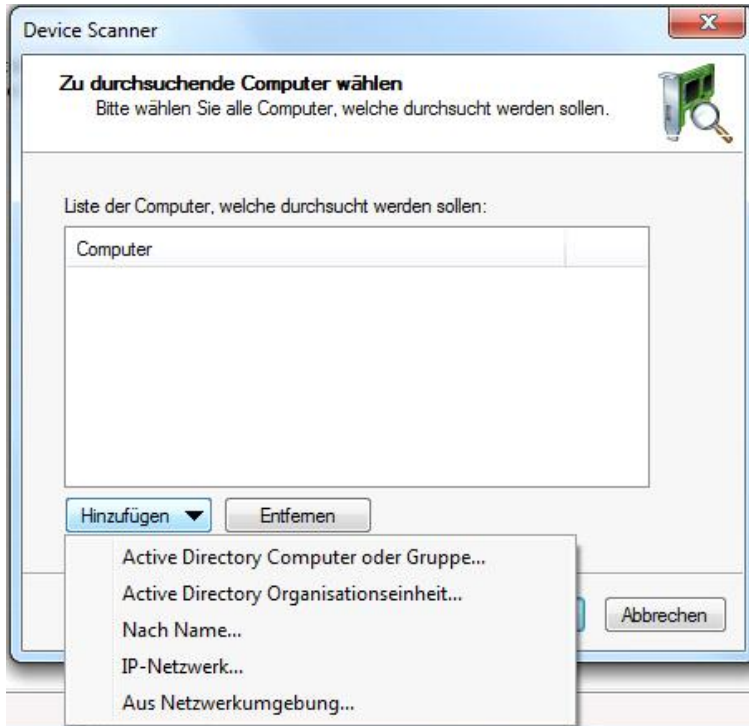 Device Scanner
Zu durchsuchende Computer wählen
Bitte wählen Sie alle Computer, welche durchsucht werden sollen.
Liste der Computer, welche durchsucht werden sollen:
Computer
Hinzufügen
Entfernen
Active Directory Computer oder Gruppe...
Active Directory Organisationseinheit...
Nach Name...
IP-Netzwerk...
Aus Netzwerkumgebung...
Abbrechen